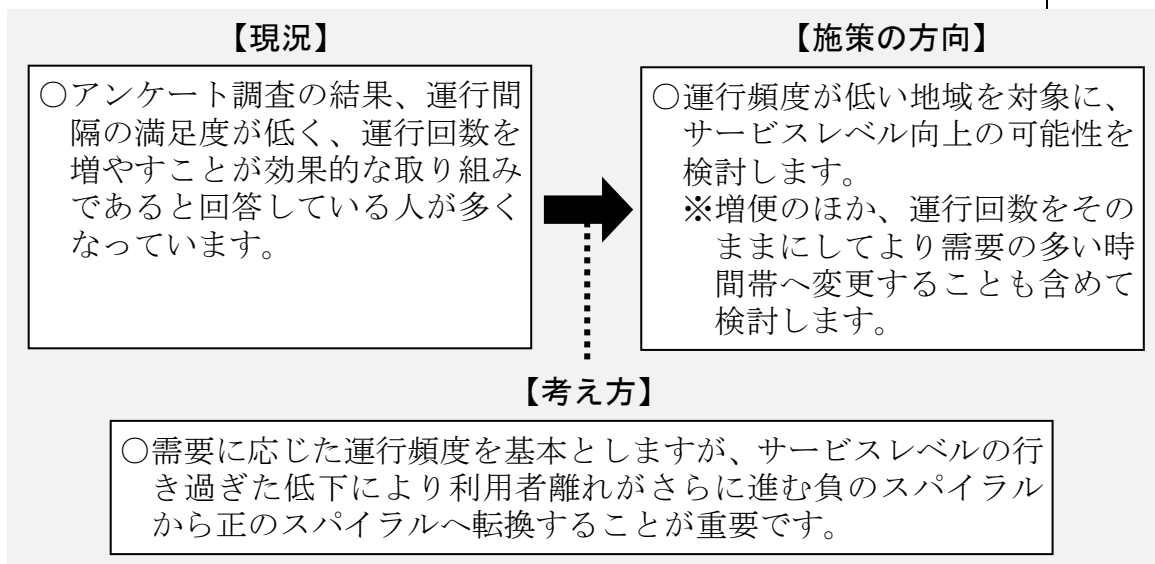 【現況】
○アンケート調査の結果、運行間
隔の満足度が低く、運行回数を
増やすことが効果的な取り組み
であると回答している人が多く
なっています。
【施策の方向】
○運行頻度が低い地域を対象に、
サービスレベル向上の可能性を
検討します。
※増便のほか、運行回数をその
ままにしてより需要の多い時
間帯へ変更することも含めて
検討します。
【考え方】
○需要に応じた運行頻度を基本としますが、サービスレベルの行
き過ぎた低下により利用者離れがさらに進む負のスパイラル
から正のスパイラルへ転換することが重要です。